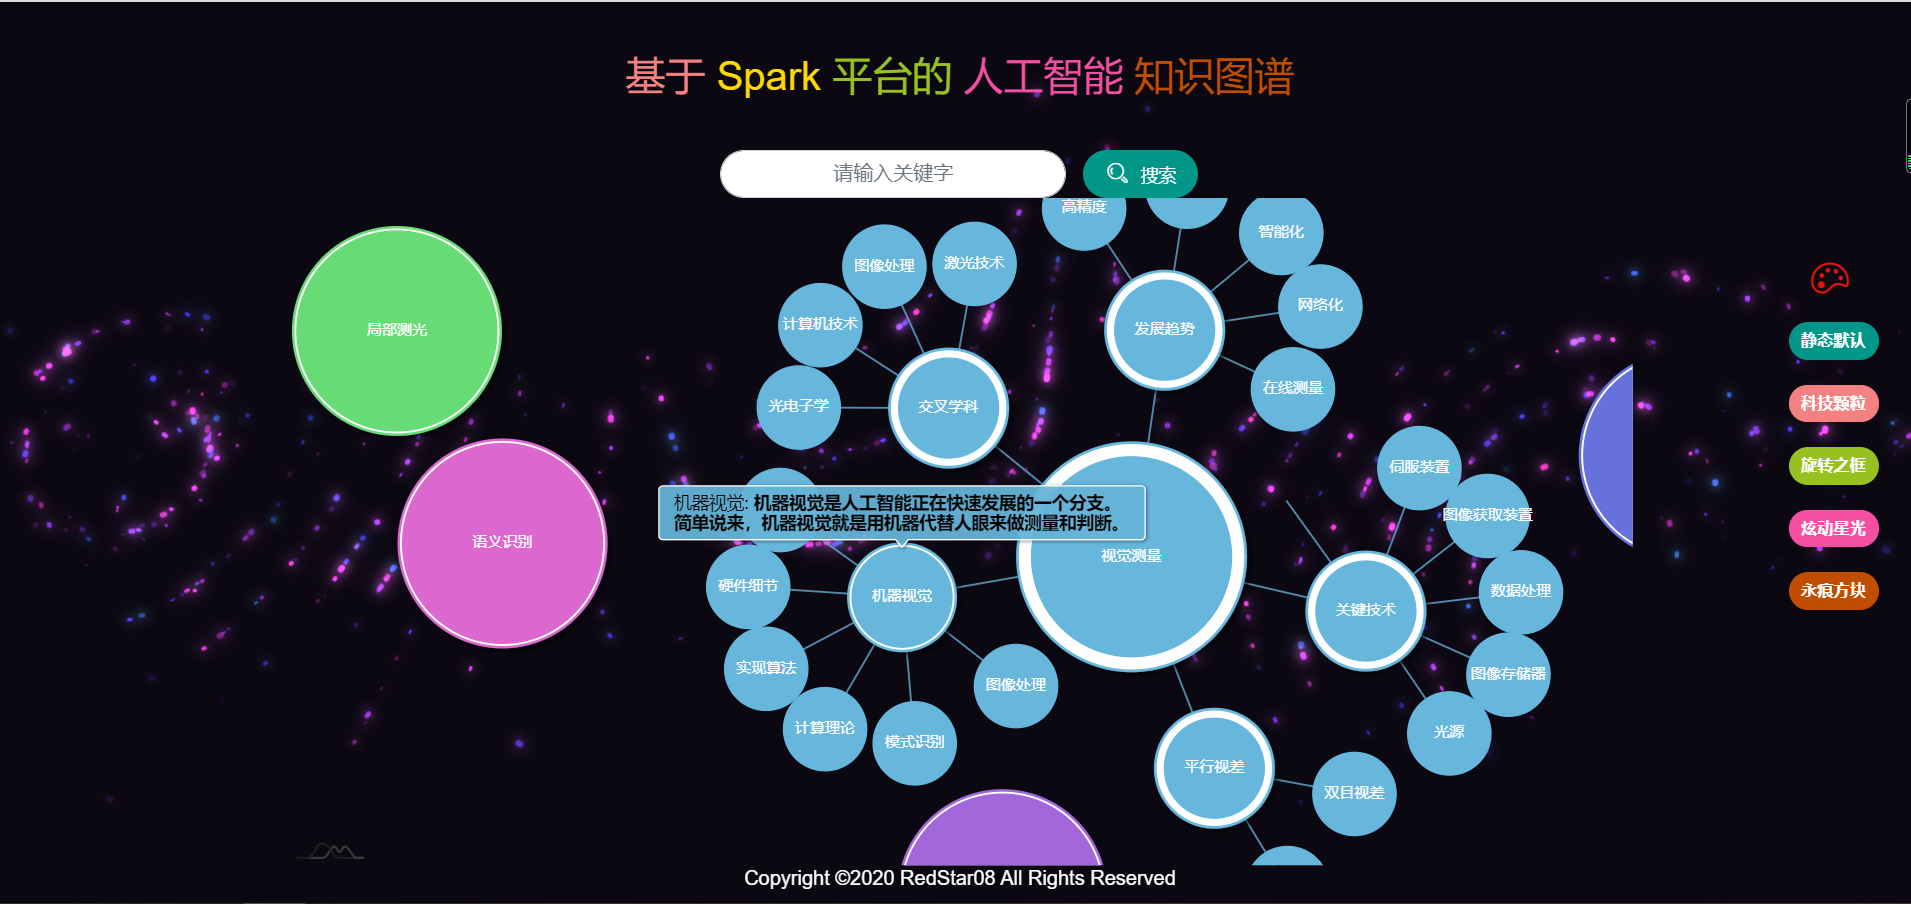 基于 Spark 平台的 人工智能 知识图谱
请输入关键字
搜索
高精度
智能化
网络化
在线测量
发展趋势
图像处理
激光技术
计算机技术
光电子学
交叉学科
局部测光
语义识别
机器视觉: 机器视觉是人工智能正在快速发展的一个分支。
简单说来，机器视觉就是用机器代替人眼来做测量和判断。
视觉测量
机器视觉
硬件细节
实现算法
计算理论
模式识别
图像处理
伺服装置
图像获取装置
数据处理
关键技术
图像存储器
光源
平行视差
双目视差
静态默认
科技颗粒
旋转之框
炫动星光
永痕方块
Copyright ©2020 RedStar08 All Rights Reserved